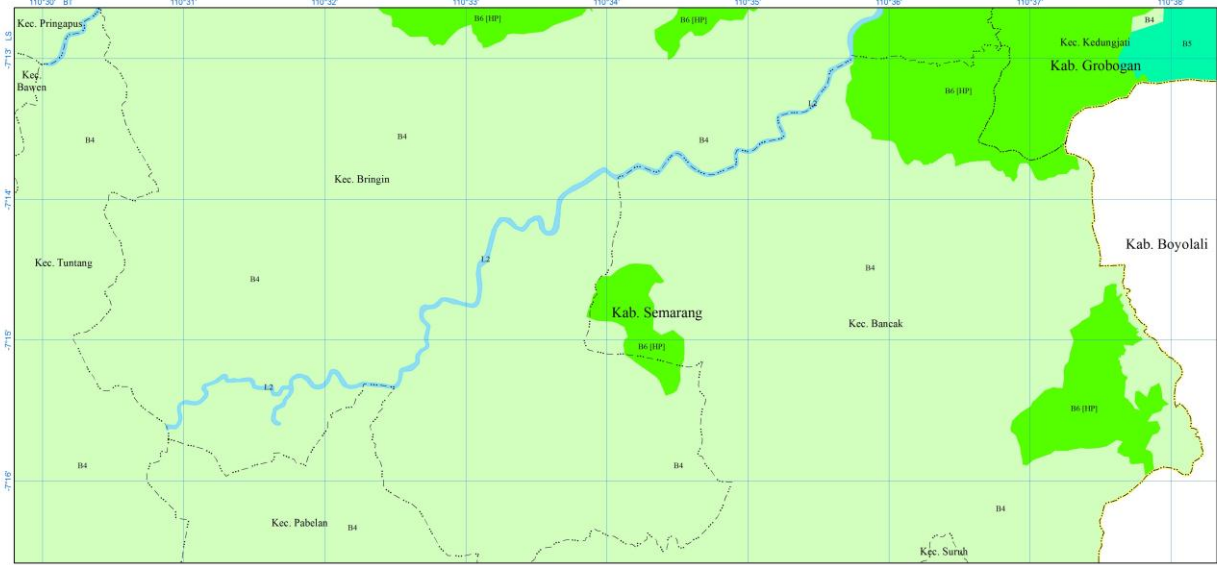 110°30' BT
110°31'
110°32'
110°33'
110°34'
110°35'
110°36'
110°37'
110°38'
Kec. Pringapus
B6 [HP]
B6 [HP]
B4
LS
-7°13'
Kec. Kedungjati
B5
Kab. Grobogan
Kec.
Bawen
B6 [HP]
L2
B4
B4
B4
Kec. Bringin
-7°14'
Kab. Boyolali
Kec. Tuntang
L2
B4
B4
Kab. Semarang
Kec. Bancak
-7°15'
B6 [HP]
L2
B6 [HP]
B4
B4
-7°16'
B4
Kec. Pabelan
B4
Kec. Suruh